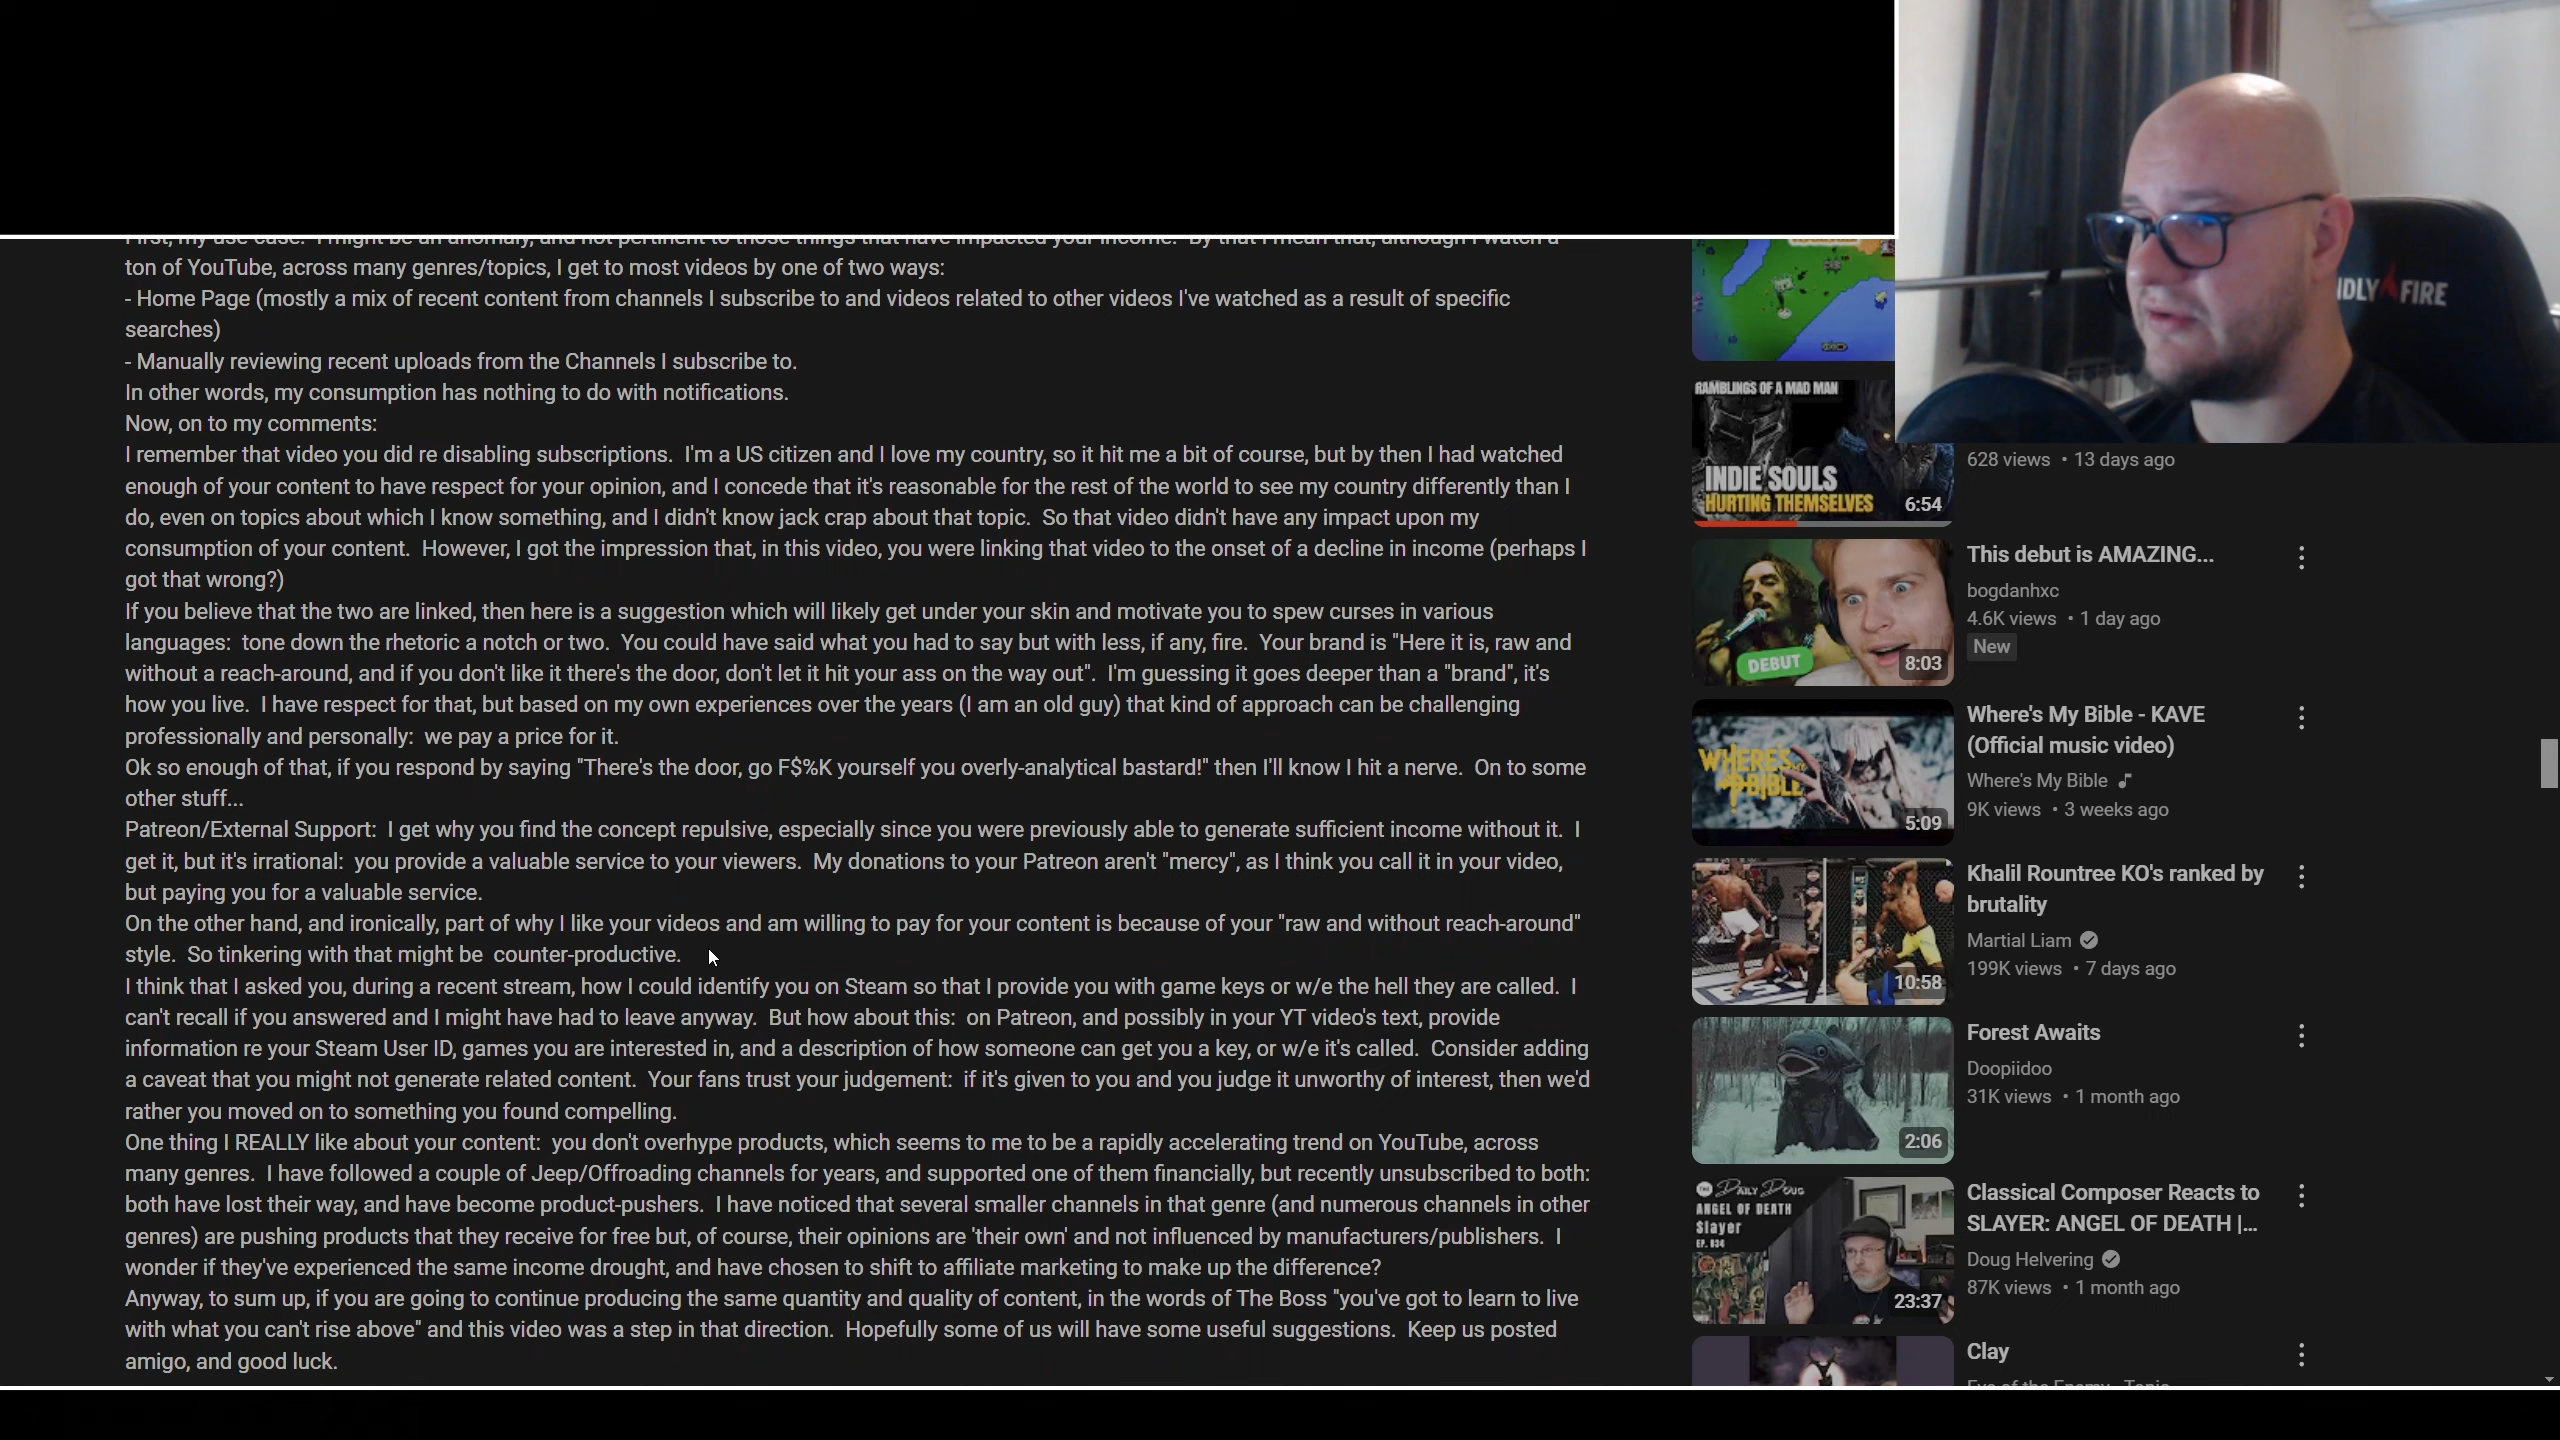 First, my use case. I might be an anomaly, and not pertinent to those things that have impacted your income. By that I mean that, although I watch a
ton of YouTube, across many genres/topics, I get to most videos by one of two ways:
- Home Page (mostly a mix of recent content from channels I subscribe to and videos related to other videos I've watched as a result of specific
searches)
- Manually reviewing recent uploads from the Channels I subscribe to.
In other words, my consumption has nothing to do with notifications.
Now, on to my comments:
I remember that video you did re disabling subscriptions.  I'm a US citizen and I love my country, so it hit me a bit of course, but by then I had watched
enough of your content to have respect for your opinion, and I concede that it's reasonable for the rest of the world to see my country differently than I
do, even on topics about which I know something, and I didn't know jack crap about that topic.  So that video didn't have any impact upon my
consumption of your content.  However, I got the impression that, in this video, you were linking that video to the onset of a decline in income (perhaps I
got that wrong?)
If you believe that the two are linked, then here is a suggestion which will likely get under your skin and motivate you to spew curses in various
languages:  tone down the rhetoric a notch or two.  You could have said what you had to say but with less, if any, fire.  Your brand is "Here it is, raw and
without a reach-around, and if you don't like it there's the door, don't let it hit your ass on the way out".  I'm guessing it goes deeper than a "brand", it's
how you live.  I have respect for that, but based on my own experiences over the years (I am an old guy) that kind of approach can be challenging
professionally and personally:  we pay a price for it.
Ok so enough of that, if you respond by saying "There's the door, go F$%K yourself you overly-analytical bastard!" then I'll know I hit a nerve.  On to some
other stuff...
Patreon/External Support:  I get why you find the concept repulsive, especially since you were previously able to generate sufficient income without it.  I
get it, but it's irrational:  you provide a valuable service to your viewers.  My donations to your Patreon aren't "mercy", as I think you call it in your video,
but paying you for a valuable service.
On the other hand, and ironically, part of why I like your videos and am willing to pay for your content is because of your "raw and without reach-around"
style.  So tinkering with that might be  counter-productive.
I think that I asked you, during a recent stream, how I could identify you on Steam so that I provide you with game keys or w/e the hell they are called.  I
can't recall if you answered and I might have had to leave anyway.  But how about this:  on Patreon, and possibly in your YT video's text, provide
information re your Steam User ID, games you are interested in, and a description of how someone can get you a key, or w/e it's called.  Consider adding
a caveat that you might not generate related content.  Your fans trust your judgement:  if it's given to you and you judge it unworthy of interest, then we'd
rather you moved on to something you found compelling.
One thing I REALLY like about your content:  you don't overhype products, which seems to me to be a rapidly accelerating trend on YouTube, across
many genres.  I have followed a couple of Jeep/Offroading channels for years, and supported one of them financially, but recently unsubscribed to both:
both have lost their way, and have become product-pushers.  I have noticed that several smaller channels in that genre (and numerous channels in other
genres) are pushing products that they receive for free but, of course, their opinions are 'their own' and not influenced by manufacturers/publishers.  I
wonder if they've experienced the same income drought, and have chosen to shift to affiliate marketing to make up the difference?
Anyway, to sum up, if you are going to continue producing the same quantity and quality of content, in the words of The Boss "you've got to learn to live
with what you can't rise above" and this video was a step in that direction.  Hopefully some of us will have some useful suggestions.  Keep us posted
amigo, and good luck.
DLY FIRE
RAMBLINGS OF A MAD MAN
INDIE SOULS
HURTING THEMSELVES
6:54
628 views • 13 days ago
DEBUT
8:03
This debut is AMAZING...
bogdanhxc
4.6K views • 1 day ago
New
WHERE'S MY BIBLE
5:09
Where's My Bible - KAVE
(Official music video)
Where's My Bible
9K views • 3 weeks ago
10:58
Khalil Rountree KO's ranked by
brutality
Martial Liam
199K views • 7 days ago
2:06
Forest Awaits
Doopiidoo
31K views • 1 month ago
THE DAILY DOUG
ANGEL OF DEATH
Slayer
EP. 834
23:37
Classical Composer Reacts to
SLAYER: ANGEL OF DEATH |...
Doug Helvering
87K views • 1 month ago
Clay